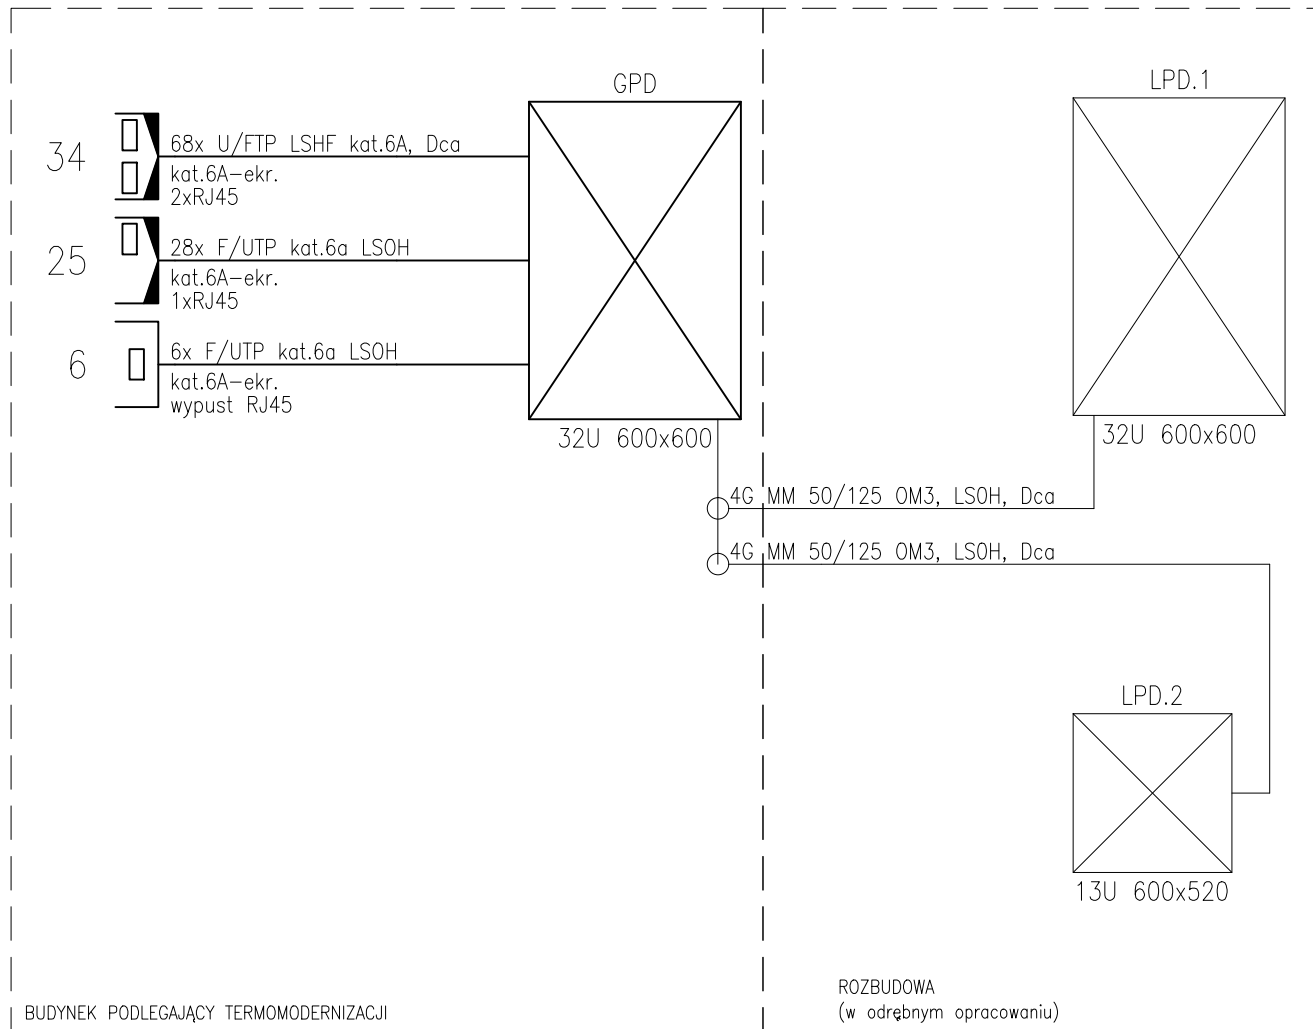 GPD
34
68x U/FTP LSHF kat.6A, Dca
kat.6A-ekr.
2xRJ45
25
28x F/UTP kat.6a LSOH
kat.6A-ekr.
1xRJ45
6
6x F/UTP kat.6a LSOH
kat.6A-ekr.
wypust RJ45
32U 600x600
LPD.1
32U 600x600
4G MM 50/125 OM3, LSOH, Dca
4G MM 50/125 OM3, LSOH, Dca
LPD.2
13U 600x520
BUDYNEK PODLEGAJĄCY TERMOMODERNIZACJI
ROZBUDOWA
(w odrębnym opracowaniu)